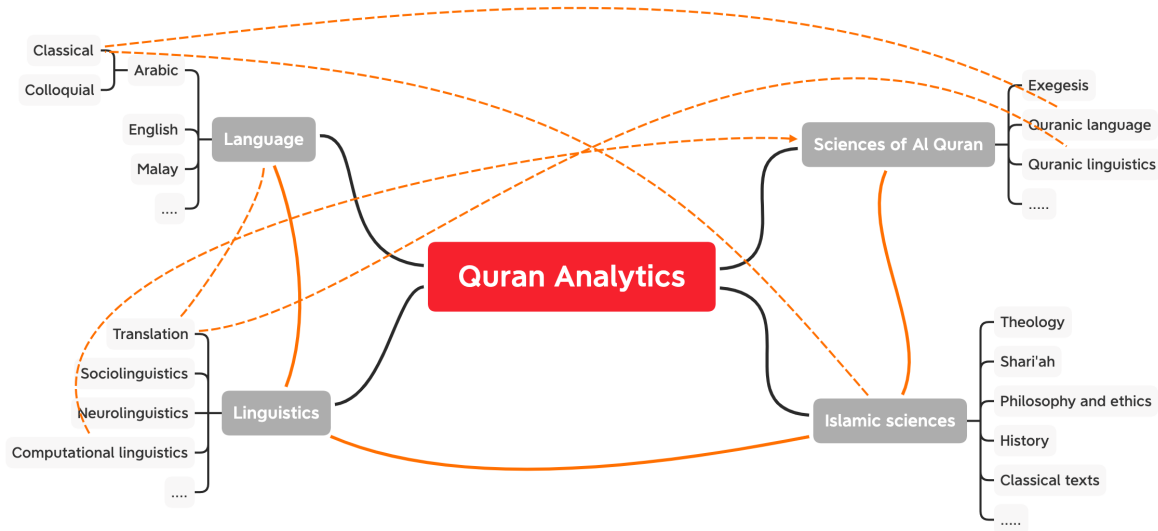 Quran Analytics
Language
Arabic
Classical
Colloquial
English
Malay
....
Linguistics
Translation
Sociolinguistics
Neurolinguistics
Computational linguistics
....
Sciences of Al Quran
Exegesis
Quranic language
Quranic linguistics
.....
Islamic sciences
Theology
Shari'ah
Philosophy and ethics
History
Classical texts
.....